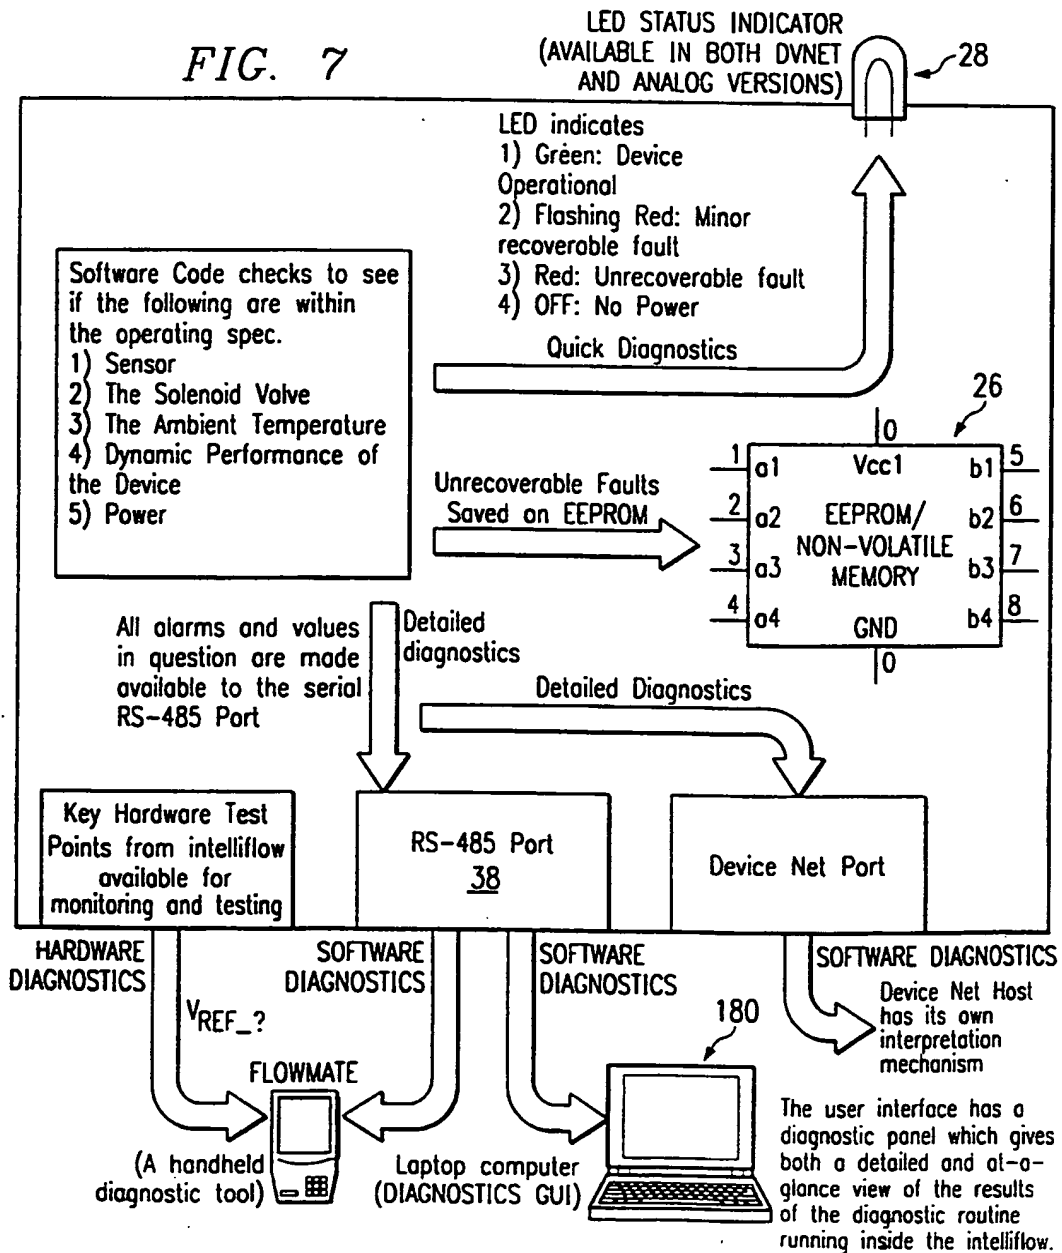 FIG. 7
LED STATUS INDICATOR
(AVAILABLE IN BOTH DVNET
AND ANALOG VERSIONS)
28
LED indicates
1) Green: Device
Operational
2) Flashing Red: Minor
recoverable fault
3) Red: Unrecoverable fault
4) OFF: No Power
Quick Diagnostics
Software Code checks to see
if the following are within
the operating spec.
1) Sensor
2) The Solenoid Valve
3) The Ambient Temperature
4) Dynamic Performance of
the Device
5) Power
Unrecoverable Faults
Saved on EEPROM
26
0
Vcc1
1 a1
2 a2
3 a3
4 a4
EEPROM/
NON-VOLATILE
MEMORY
b1 5
b2 6
b3 7
b4 8
GND
0
All alarms and values
in question are made
available to the serial
RS-485 Port
Detailed
diagnostics
Detailed Diagnostics
Key Hardware Test
Points from intelliflow
available for
monitoring and testing
RS-485 Port
38
Device Net Port
HARDWARE
DIAGNOSTICS
SOFTWARE
DIAGNOSTICS
SOFTWARE
DIAGNOSTICS
SOFTWARE DIAGNOSTICS
Device Net Host
has its own
interpretation
mechanism
VREF_?
180
FLOWMATE
(A handheld
diagnostic tool)
Laptop computer
(DIAGNOSTICS GUI)
The user interface has a
diagnostic panel which gives
both a detailed and at-a-
glance view of the results
of the diagnostic routine
running inside the intelliflow.